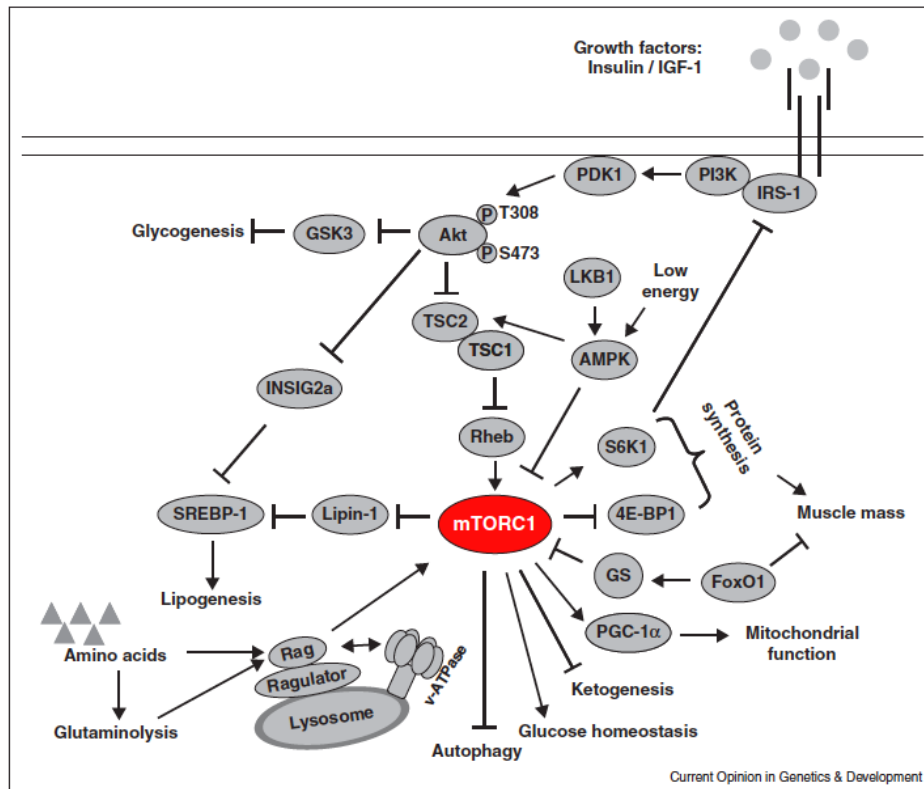 Growth factors:
Insulin / IGF-1
PDK1
PI3K
IRS-1
P T308
Glycogenesis
GSK3
Akt
P S473
LKB1
Low
energy
TSC2
TSC1
AMPK
INSIG2a
Rheb
S6K1
Protein
synthesis
SREBP-1
Lipin-1
mTORC1
4E-BP1
Muscle mass
GS
FoxO1
Lipogenesis
PGC-1α
Mitochondrial
function
Amino acids
Rag
Ragulator
v-ATPase
Ketogenesis
Lysosome
Glutaminolysis
Glucose homeostasis
Autophagy
Current Opinion in Genetics & Development